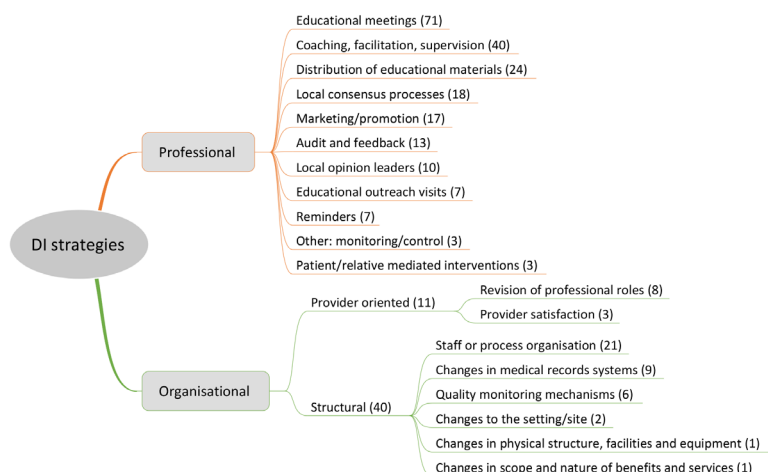 DI strategies
Professional
Educational meetings (71)
Coaching, facilitation, supervision (40)
Distribution of educational materials (24)
Local consensus processes (18)
Marketing/promotion (17)
Audit and feedback (13)
Local opinion leaders (10)
Educational outreach visits (7)
Reminders (7)
Other: monitoring/control (3)
Patient/relative mediated interventions (3)
Organisational
Provider oriented (11)
Revision of professional roles (8)
Provider satisfaction (3)
Structural (40)
Staff or process organisation (21)
Changes in medical records systems (9)
Quality monitoring mechanisms (6)
Changes to the setting/site (2)
Changes in physical structure, facilities and equipment (1)
Changes in scope and nature of benefits and services (1)